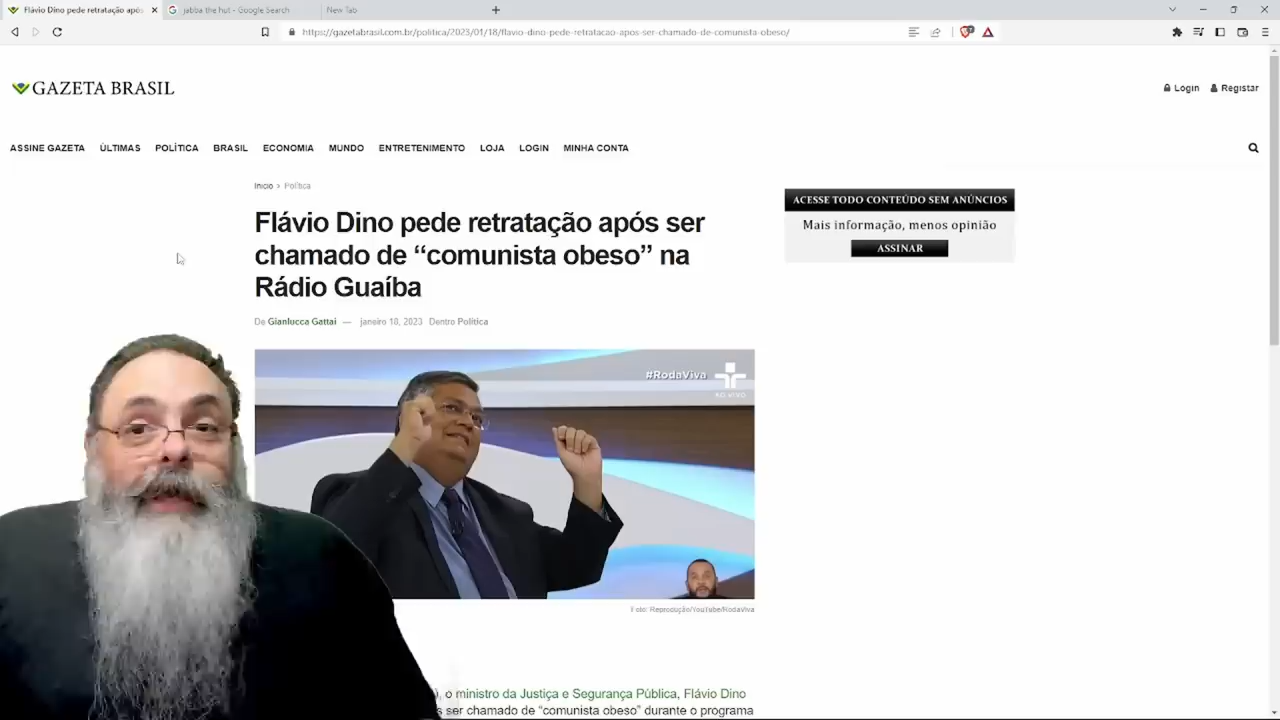 Flávio Dino pede retratação após
jabba the hut - Google Search
New Tab
https://gazetabrasil.com.br/politica/2023/01/18/flavio-dino-pede-retratacao-apos-ser-chamado-de-comunista-obeso/
GAZETA BRASIL
Login
Registar
ASSINE GAZETA ÚLTIMAS POLÍTICA BRASIL ECONOMIA MUNDO ENTRETENIMENTO LOJA LOGIN MINHA CONTA
Início > Política
Flávio Dino pede retratação após ser
chamado de “comunista obeso” na
Rádio Guaíba
De Gianlucca Gattai — janeiro 18, 2023 Dentro Política
ACESSE TODO CONTEÚDO SEM ANÚNCIOS
Mais informação, menos opinião
ASSINAR
#RodaViva
AO VIVO
Foto: Reprodução/YouTube/RodaViva
), o ministro da Justiça e Segurança Pública, Flávio Dino
s ser chamado de “comunista obeso” durante o programa